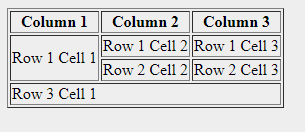 Column 1 Column 2 Column 3
Row 1 Cell 1 Row 1 Cell 2 Row 1 Cell 3
Row 2 Cell 2 Row 2 Cell 3
Row 3 Cell 1